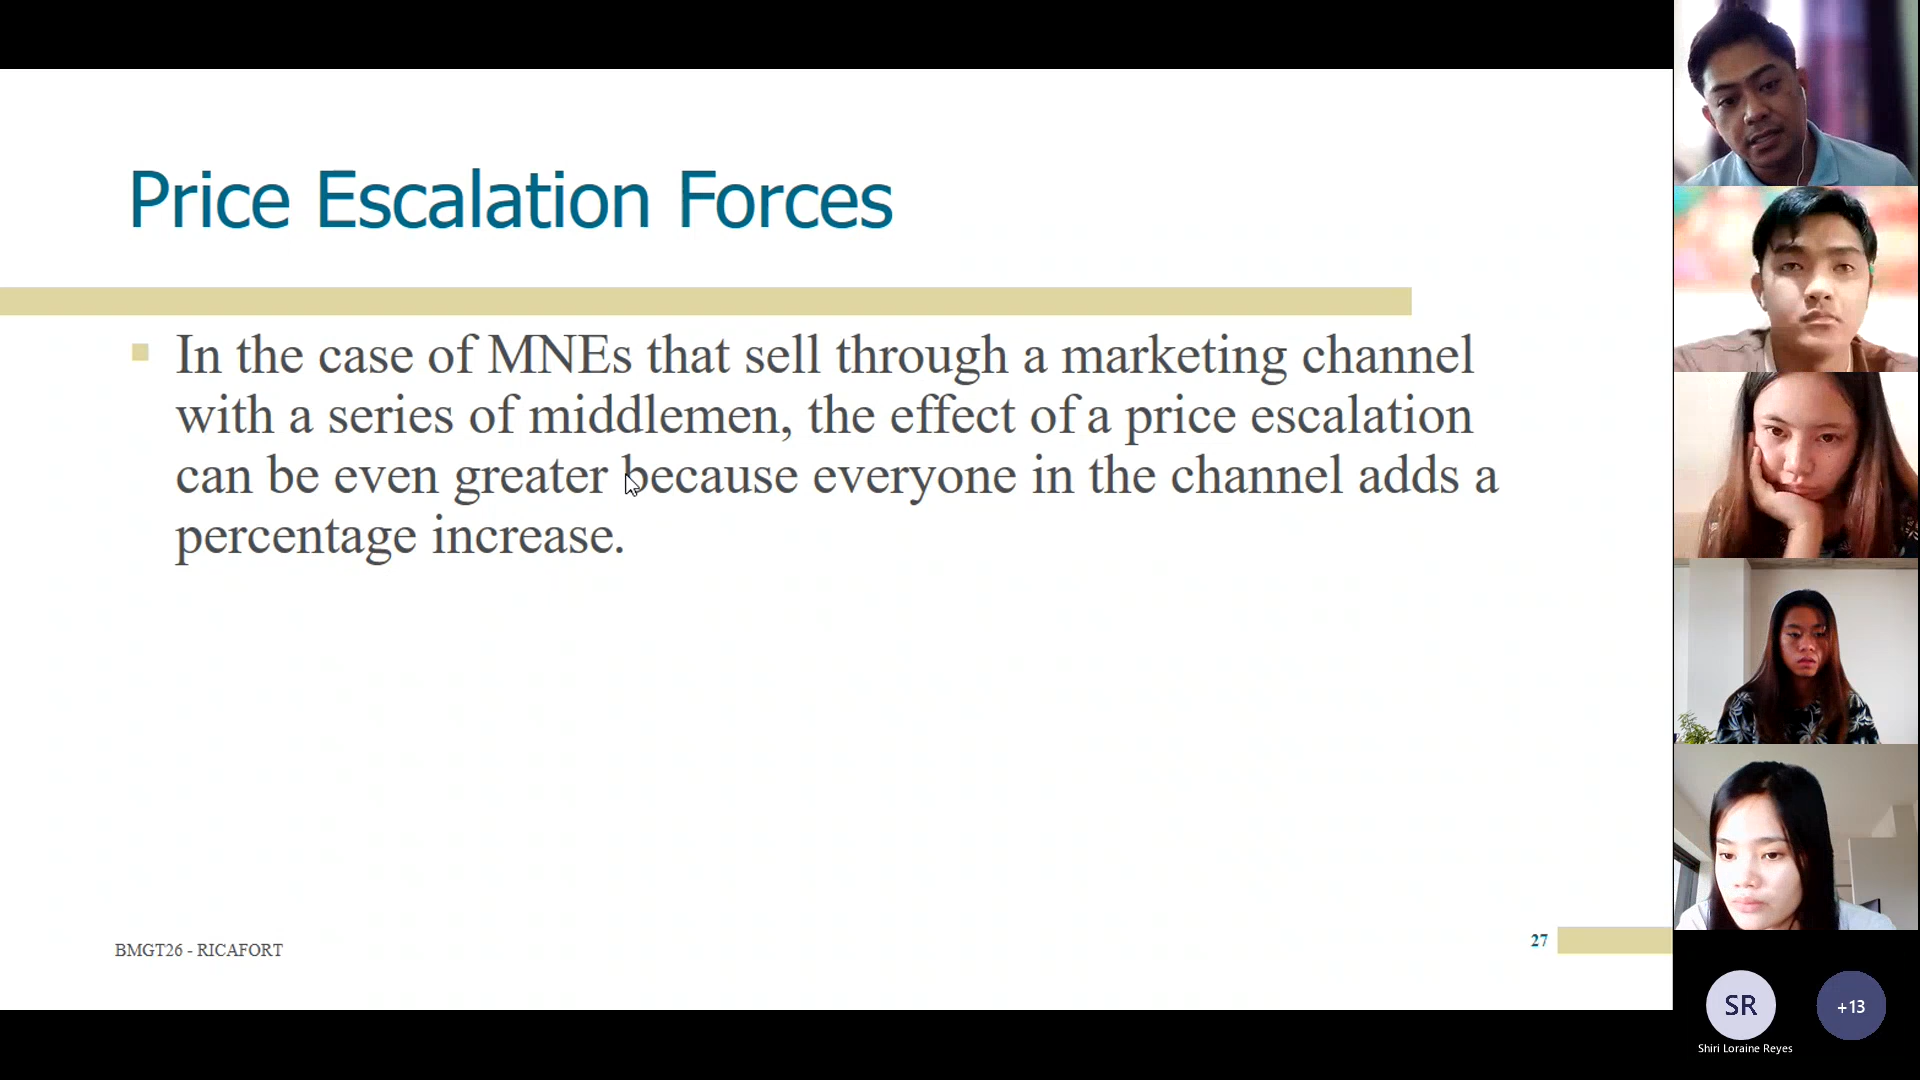 Price Escalation Forces
In the case of MNEs that sell through a marketing channel
with a series of middlemen, the effect of a price escalation
can be even greater because everyone in the channel adds a
percentage increase.
BMGT26 - RICAFORT
27
SR
+13
Shiri Loraine Reyes